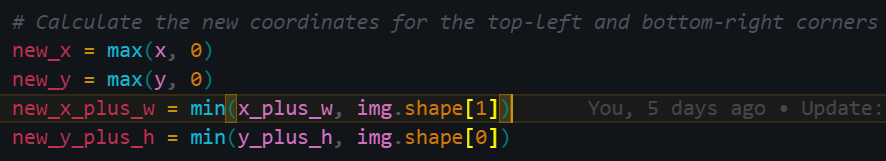 # Calculate the new coordinates for the top-left and bottom-right corners
new_x = max(x, 0)
new_y = max(y, 0)
new_x_plus_w = min(x_plus_w, img.shape[1]) You, 5 days ago • Update:
new_y_plus_h = min(y_plus_h, img.shape[0])